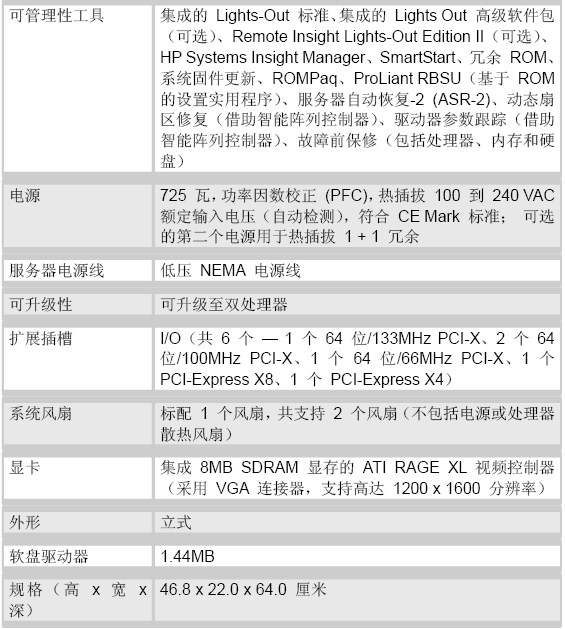 可管理性工具
集成的 Lights-Out 标准、集成的 Lights Out 高级软件包
（可选）、Remote Insight Lights-Out Edition II（可选）、
HP Systems Insight Manager、SmartStart、冗余 ROM、
系统固件更新、ROMPaq、ProLiant RBSU（基于 ROM
的设置实用程序）、服务器自动恢复-2 (ASR-2)、动态扇
区修复（借助智能阵列控制器）、驱动器参数跟踪（借助
智能阵列控制器）、故障前保修（包括处理器、内存和硬
盘）
电源
725 瓦，功率因数校正 (PFC)，热插拔 100 到 240 VAC
额定输入电压（自动检测），符合 CE Mark 标准； 可选
的第二个电源用于热插拔 1 + 1 冗余
服务器电源线
低压 NEMA 电源线
可升级性
可升级至双处理器
扩展插槽
I/O（共 6 个 — 1 个 64 位/133MHz PCI-X、2 个 64
位/100MHz PCI-X、1 个 64 位/66MHz PCI-X、1 个
PCI-Express X8、1 个 PCI-Express X4）
系统风扇
标配 1 个风扇，共支持 2 个风扇（不包括电源或处理器
散热风扇）
显卡
集成 8MB SDRAM 显存的 ATI RAGE XL 视频控制器
（采用 VGA 连接器，支持高达 1200 x 1600 分辨率）
外形
立式
软盘驱动器
1.44MB
规格（高 x 宽 x
深）
46.8 x 22.0 x 64.0 厘米